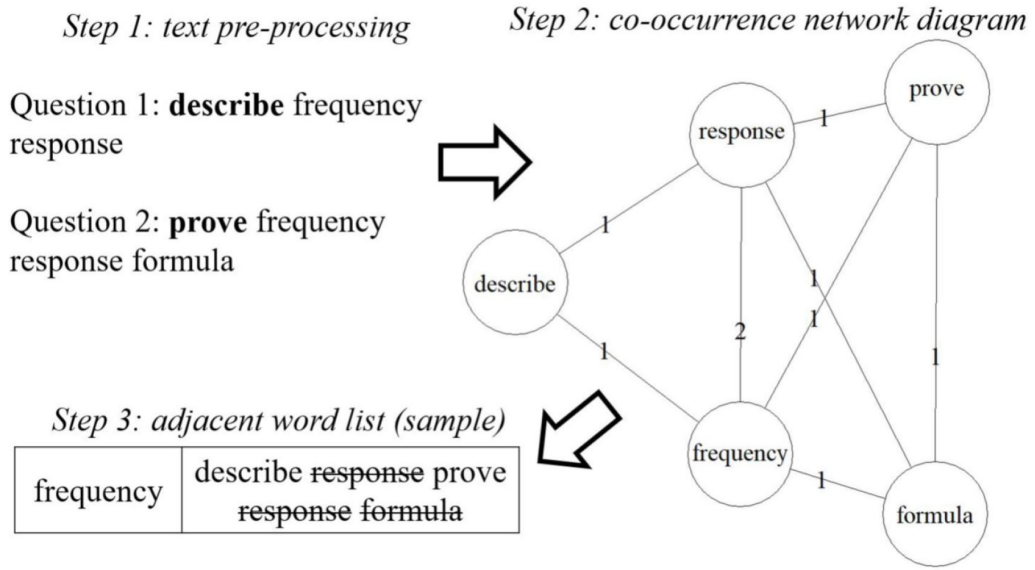 Step 1: text pre-processing
Question 1: describe frequency
response
Question 2: prove frequency
response formula
Step 2: co-occurrence network diagram
prove
response
1
1
describe
1
1
1
2
1
frequency
1
formula
Step 3: adjacent word list (sample)
frequency
describe response prove
response formula